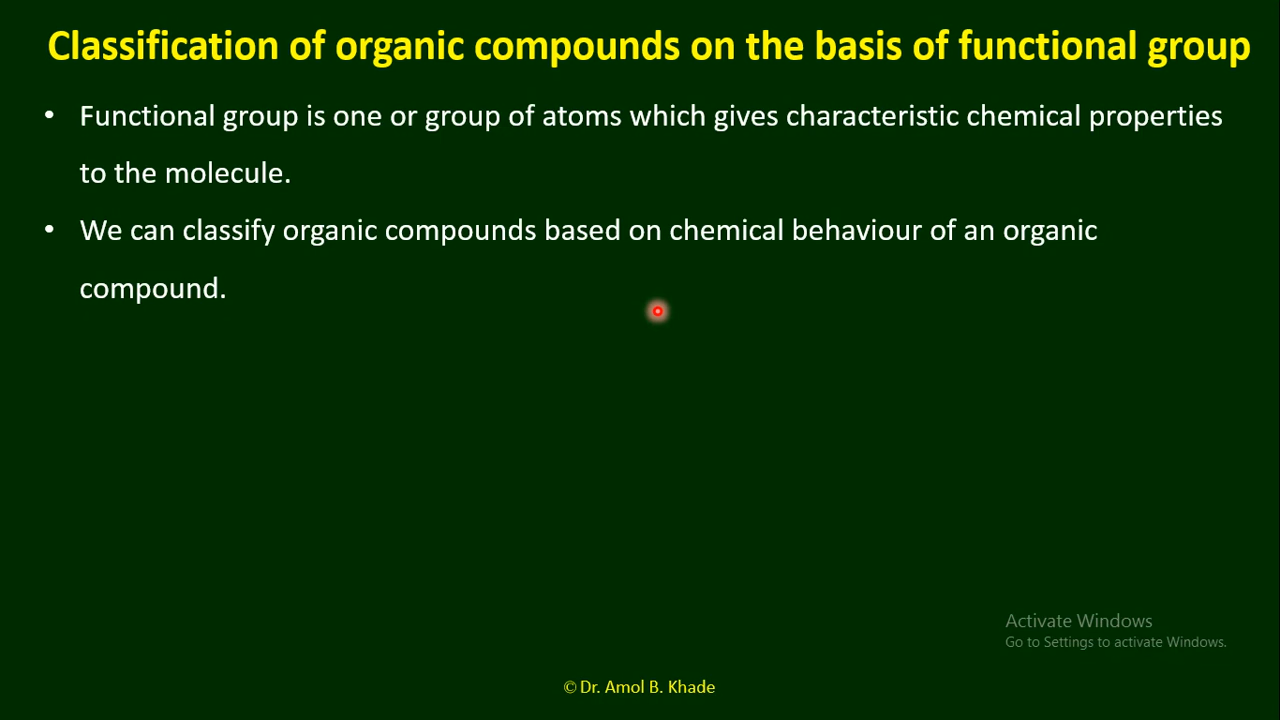 Classification of organic compounds on the basis of functional group
• Functional group is one or group of atoms which gives characteristic chemical properties
to the molecule.
• We can classify organic compounds based on chemical behaviour of an organic
compound.
Activate Windows
Go to Settings to activate Windows.
© Dr. Amol B. Khade